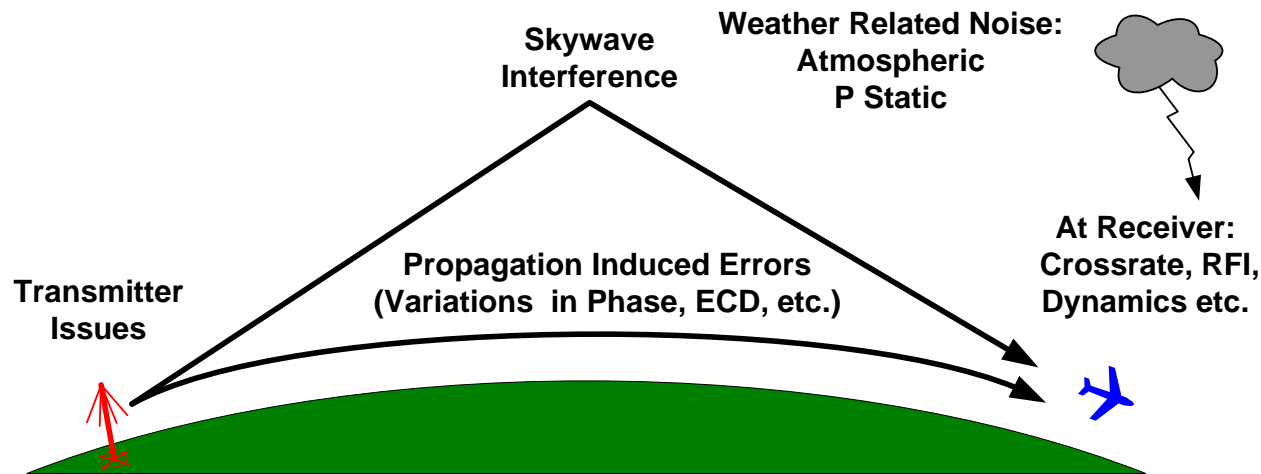 Skywave
Interference
Weather Related Noise:
Atmospheric
P Static
At Receiver:
Crossrate, RFI,
Dynamics etc.
Propagation Induced Errors
(Variations in Phase, ECD, etc.)
Transmitter
Issues